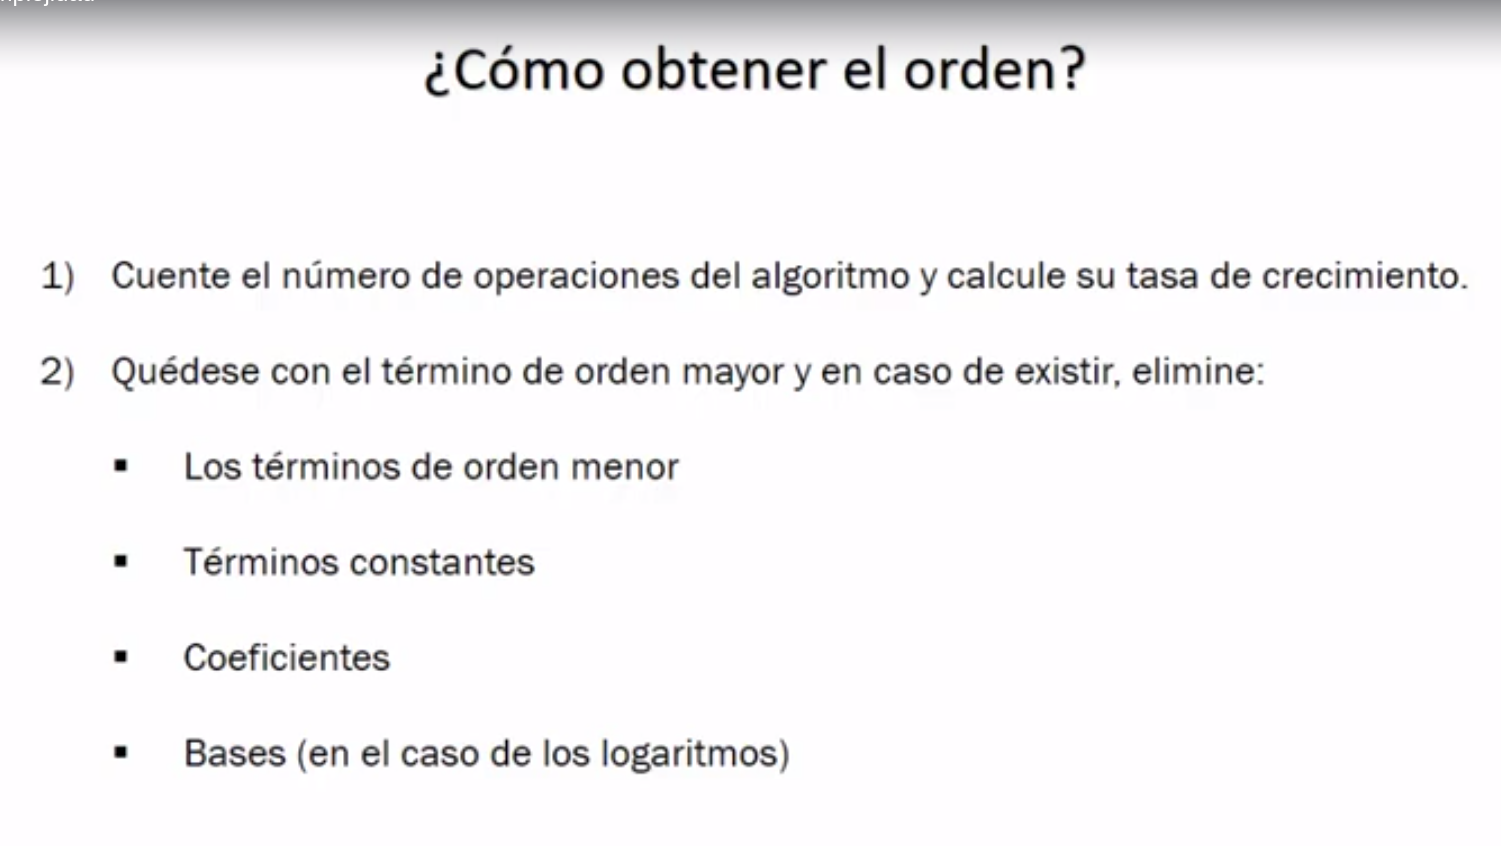 ¿Cómo obtener el orden?
1) Cuente el número de operaciones del algoritmo y calcule su tasa de crecimiento.
2) Quédese con el término de orden mayor y en caso de existir, elimine:
▪ Los términos de orden menor
▪ Términos constantes
▪ Coeficientes
▪ Bases (en el caso de los logaritmos)